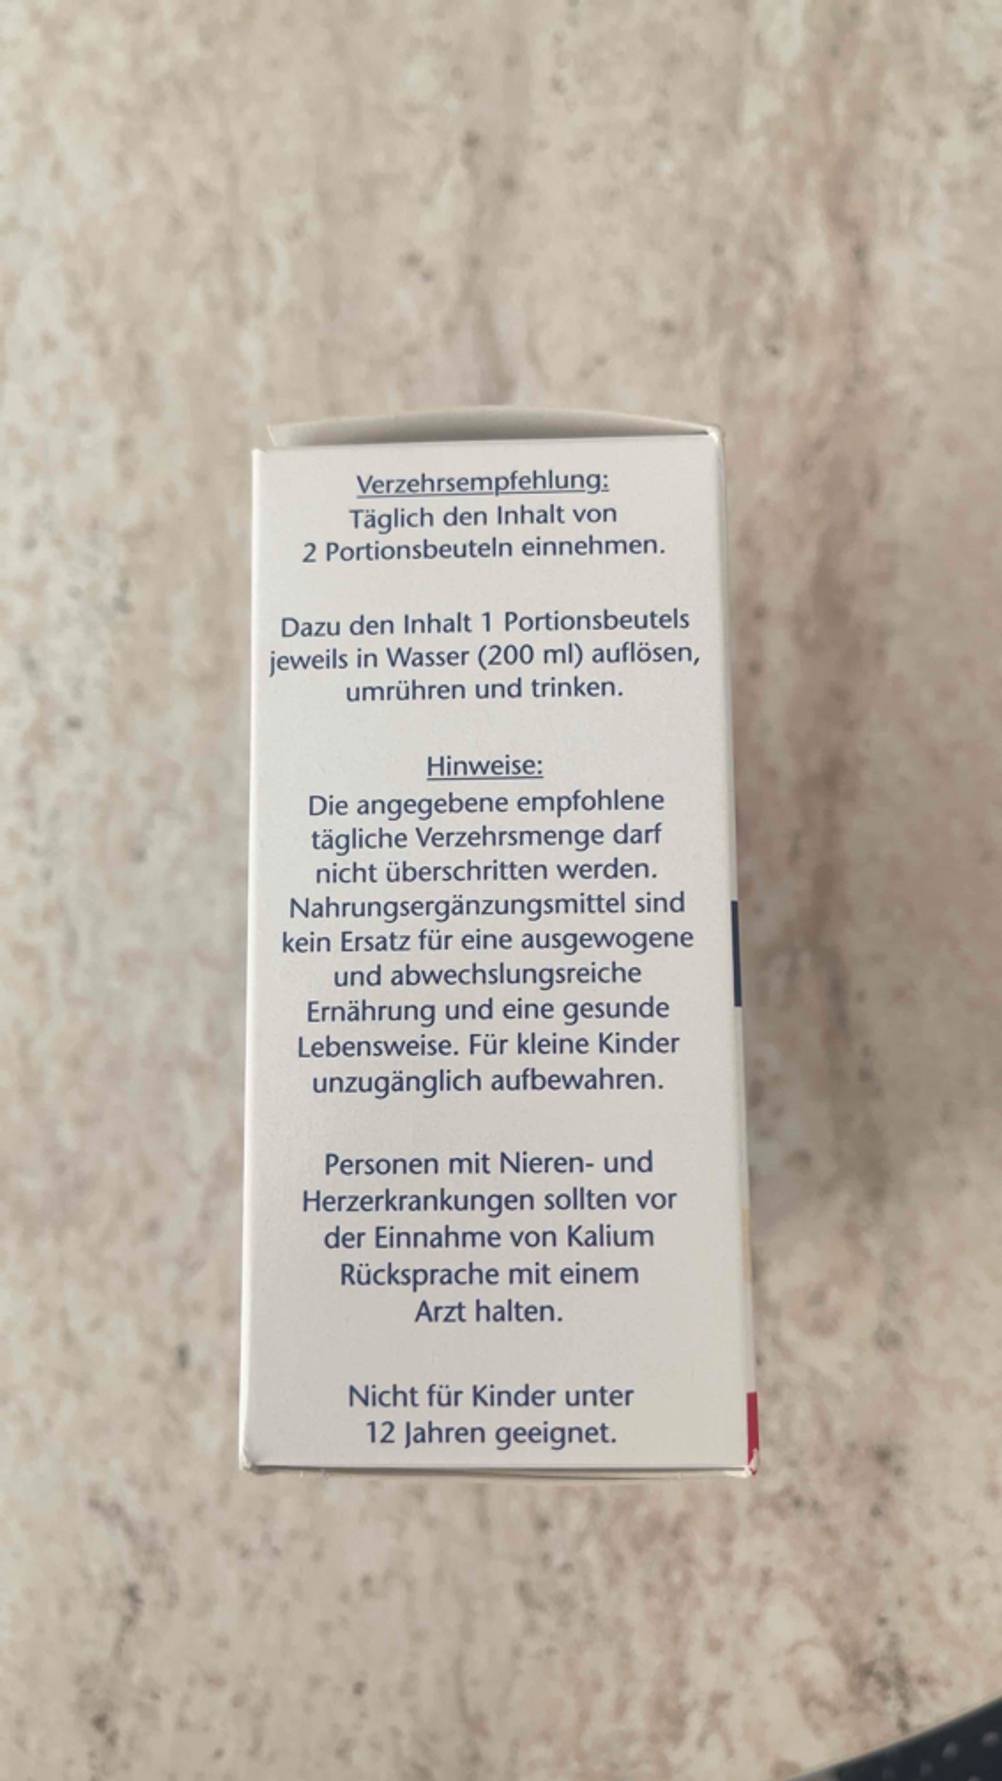 Verzehrsempfehlung:
Täglich den Inhalt von
2 Portionsbeuteln einnehmen.
Dazu den Inhalt 1 Portionsbeutels
jeweils in Wasser (200 ml) auflösen,
umrühren und trinken.
Hinweise:
Die angegebene empfohlene
tägliche Verzehrsmenge darf
nicht überschritten werden.
Nahrungsergänzungsmittel sind
kein Ersatz für eine ausgewogene
und abwechslungsreiche
Ernährung und eine gesunde
Lebensweise. Für kleine Kinder
unzugänglich aufbewahren.
Personen mit Nieren- und
Herzerkrankungen sollten vor
der Einnahme von Kalium
Rücksprache mit einem
Arzt halten.
Nicht für Kinder unter
12 Jahren geeignet.